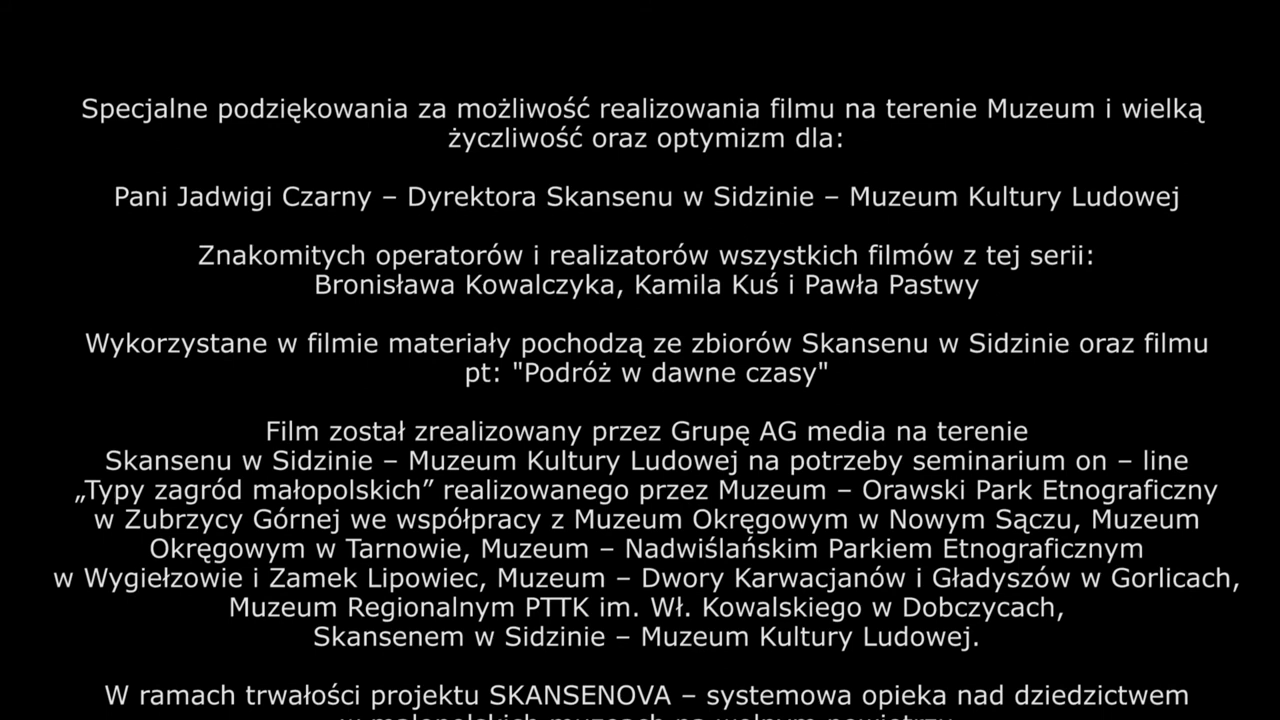 Specjalne podziękowania za możliwość realizowania filmu na terenie Muzeum i wielką
życzliwość oraz optymizm dla:
Pani Jadwigi Czarny – Dyrektora Skansenu w Sidzinie – Muzeum Kultury Ludowej
Znakomitych operatorów i realizatorów wszystkich filmów z tej serii:
Bronisława Kowalczyka, Kamila Kuś i Pawła Pastwy
Wykorzystane w filmie materiały pochodzą ze zbiorów Skansenu w Sidzinie oraz filmu
pt: "Podróż w dawne czasy"
Film został zrealizowany przez Grupę AG media na terenie
Skansenu w Sidzinie – Muzeum Kultury Ludowej na potrzeby seminarium on – line
„Typy zagród małopolskich” realizowanego przez Muzeum – Orawski Park Etnograficzny
w Zubrzycy Górnej we współpracy z Muzeum Okręgowym w Nowym Sączu, Muzeum
Okręgowym w Tarnowie, Muzeum – Nadwiślańskim Parkiem Etnograficznym
w Wygiełzowie i Zamek Lipowiec, Muzeum – Dwory Karwacjanów i Gładyszów w Gorlicach,
Muzeum Regionalnym PTTK im. Wł. Kowalskiego w Dobczycach,
Skansenem w Sidzinie – Muzeum Kultury Ludowej.
W ramach trwałości projektu SKANSENOVA – systemowa opieka nad dziedzictwem
w małopolskich muzeach na wolnym powietrzu